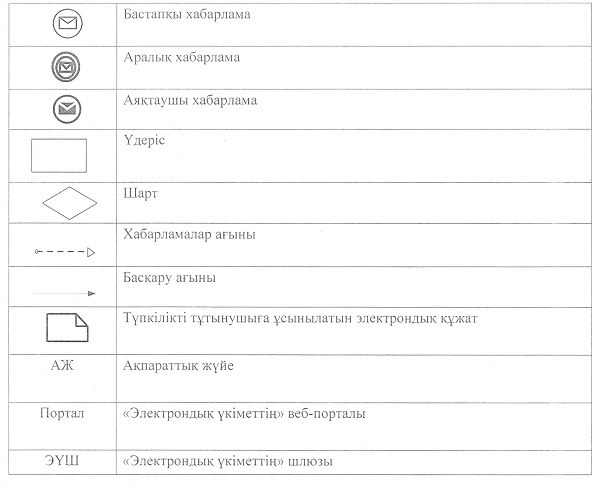 Бастапқы хабарлама
Аралық хабарлама
Аяқтаушы хабарлама
Үдеріс
Шарт
Хабарламалар ағыны
Басқару ағыны
Түпкілікті тұтынушыға ұсынылатын электрондық құжат
АЖ Ақпараттық жүйе
Портал «Электрондық үкіметтің» веб-порталы
ЭҮШ «Электрондық үкіметтің» шлюзы